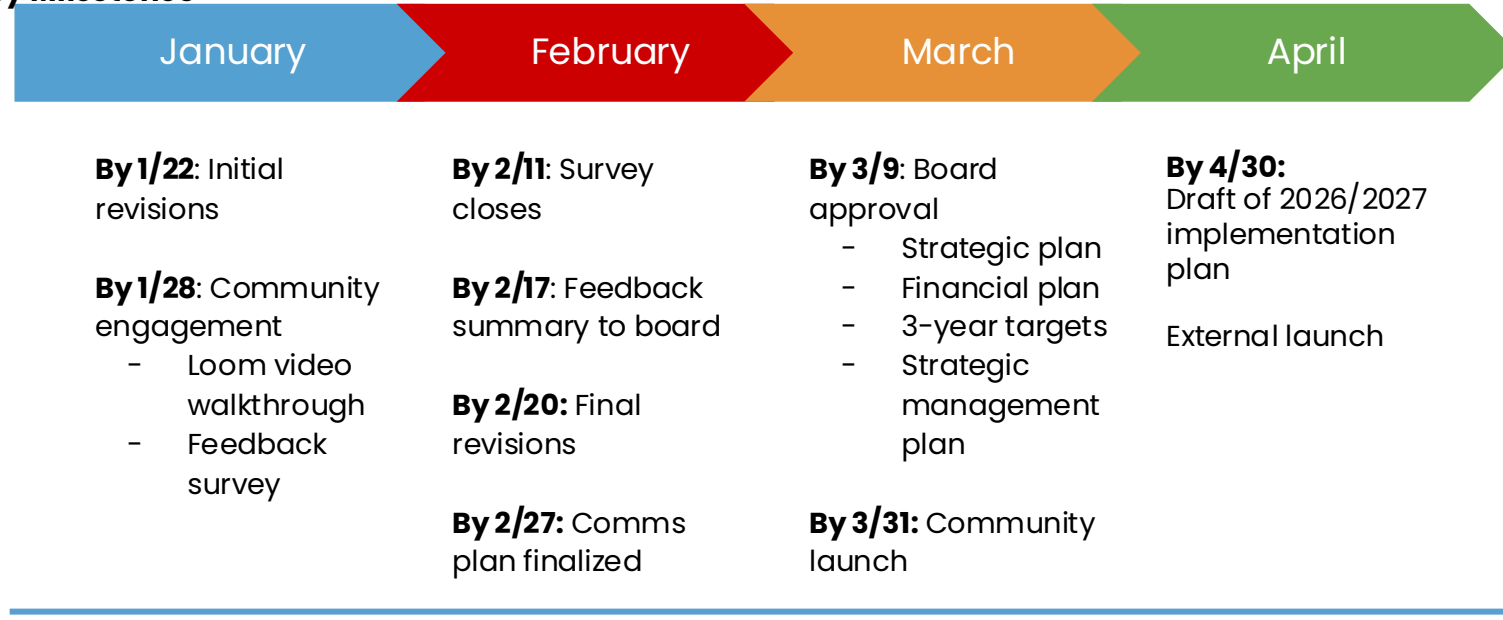 January
February
March
April
By 1/22: Initial
revisions
By 1/28: Community
engagement
- Loom video
walkthrough
- Feedback
survey
By 2/11: Survey
closes
By 2/17: Feedback
summary to board
By 2/20: Final
revisions
By 2/27: Comms
plan finalized
By 3/9: Board
approval
- Strategic plan
- Financial plan
- 3-year targets
- Strategic
management
plan
By 3/31: Community
launch
By 4/30:
Draft of 2026/2027
implementation
plan
External launch